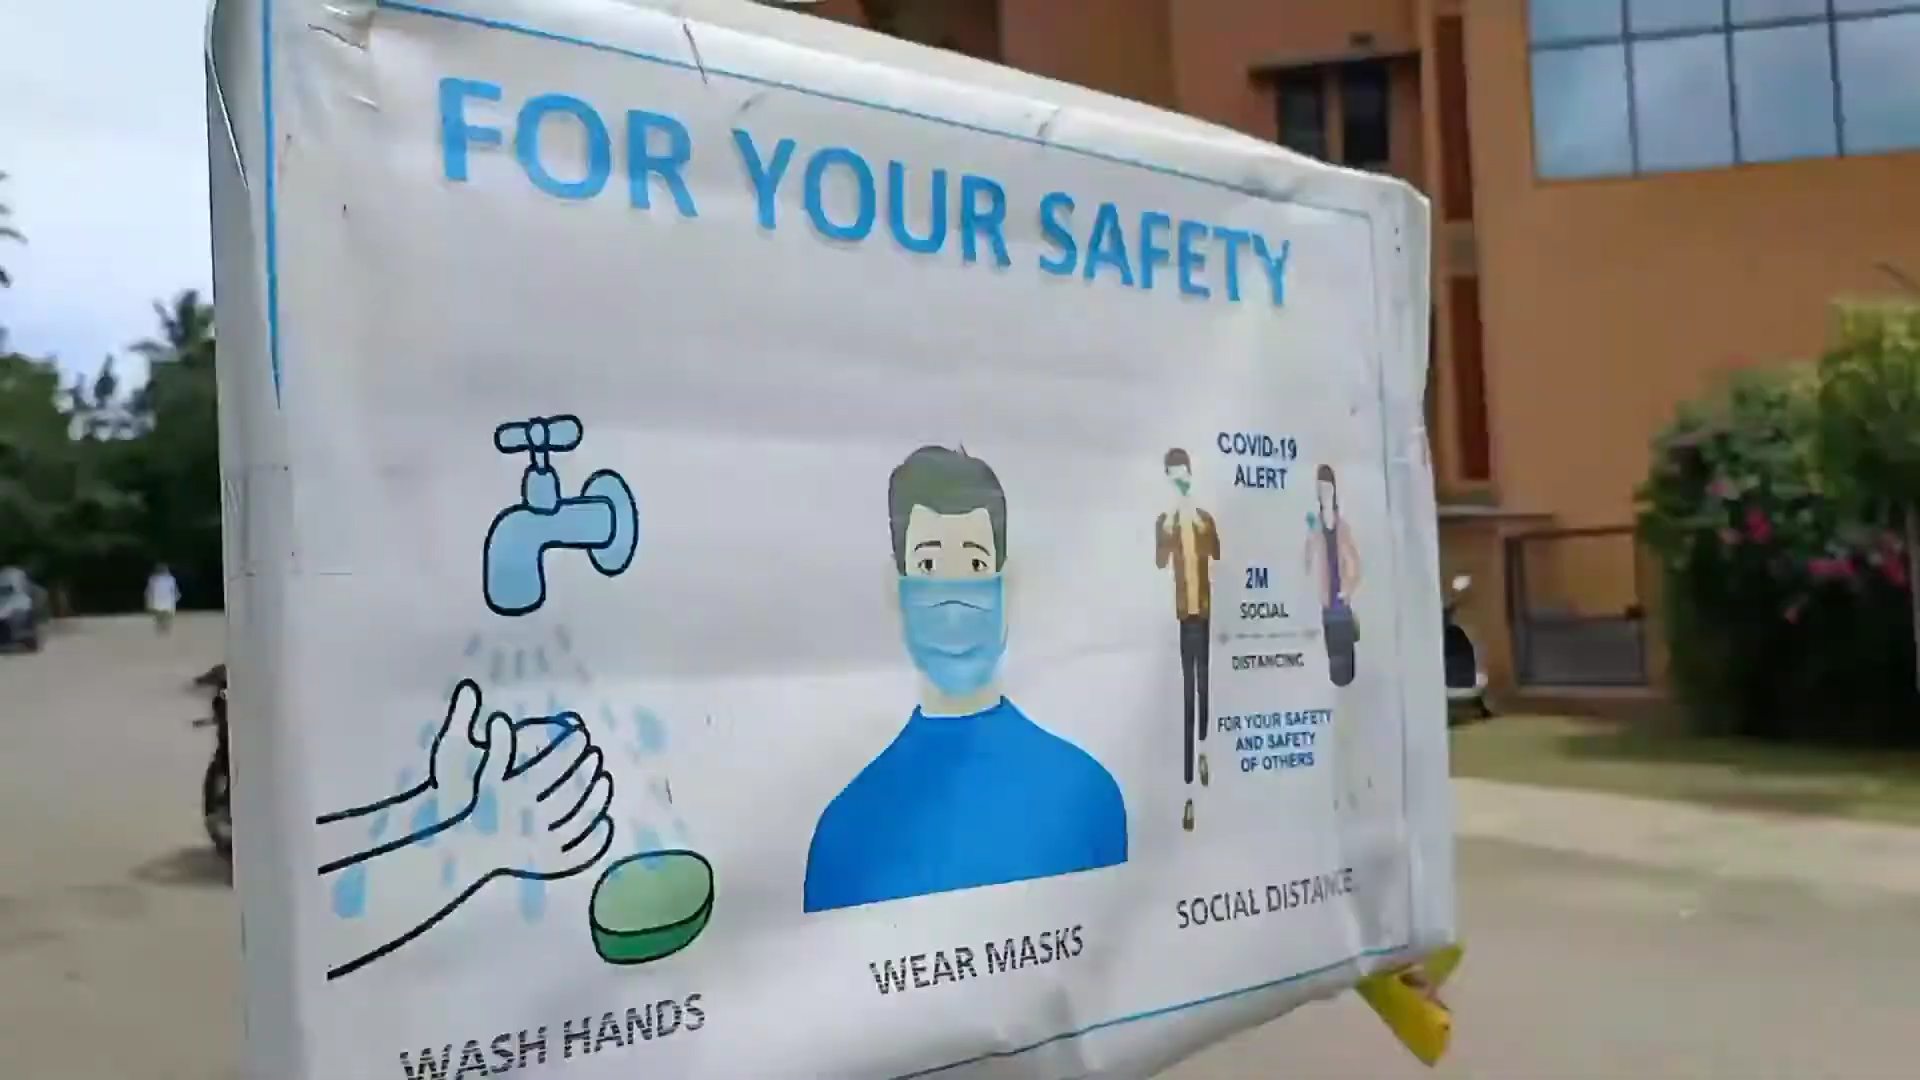 FOR YOUR SAFETY
COVID-19
ALERT
2M
SOCIAL
DISTANCING
FOR YOUR SAFETY
AND SAFETY
OF OTHERS
WASH HANDS
WEAR MASKS
SOCIAL DISTANCE